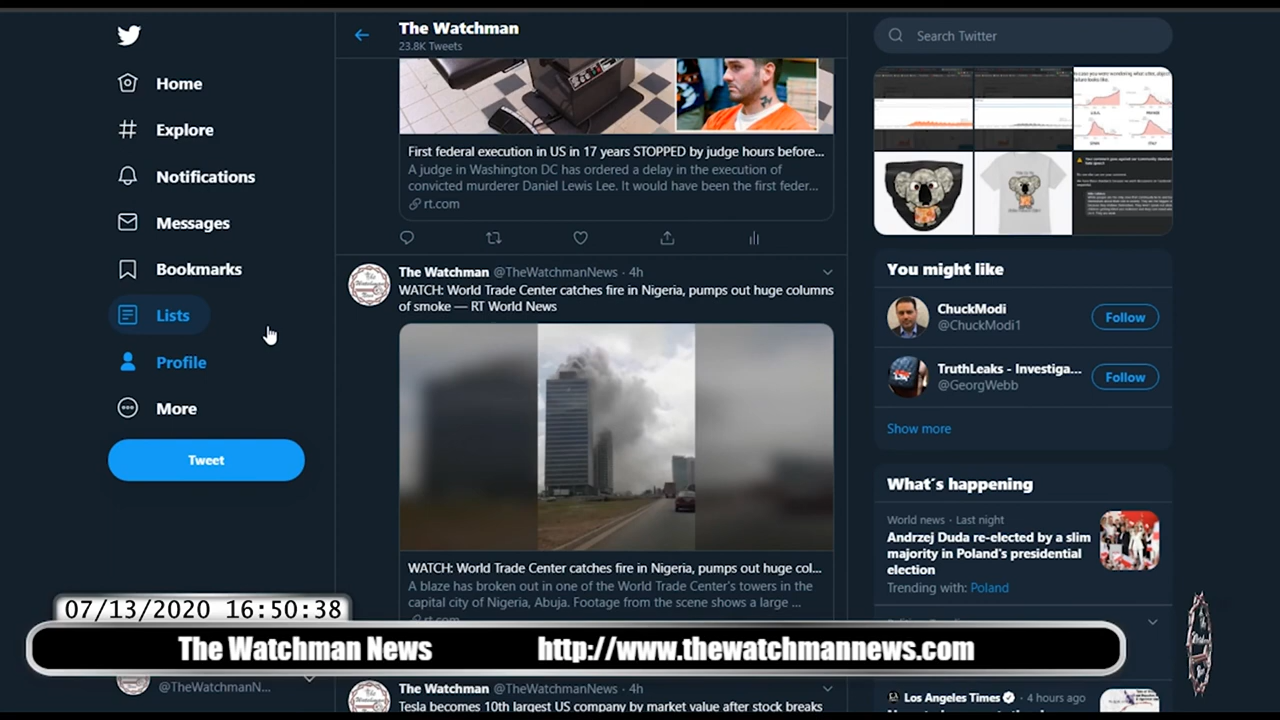 Home
Explore
Notifications
Messages
Bookmarks
Lists
Profile
More
Tweet
The Watchman
23.8K Tweets
First federal execution in US in 17 years STOPPED by judge hours before...
A judge in Washington DC has ordered a delay in the execution of
convicted murderer Daniel Lewis Lee. It would have been the first feder...
rt.com
The Watchman @TheWatchmanNews · 4h
WATCH: World Trade Center catches fire in Nigeria, pumps out huge columns
of smoke — RT World News
WATCH: World Trade Center catches fire in Nigeria, pumps out huge col...
A blaze has broken out in one of the World Trade Center's towers in the
capital city of Nigeria, Abuja. Footage from the scene shows a large ...
The Watchman @TheWatchmanNews · 4h
Tesla becomes 10th largest US company by market value after stock breaks
Search Twitter
You might like
ChuckModi
@ChuckModi1
Follow
TruthLeaks - Investiga...
@GeorgWebb
Follow
Show more
What's happening
World news · Last night
Andrzej Duda re-elected by a slim
majority in Poland's presidential
election
Trending with: Poland
Los Angeles Times · 4 hours ago
07/13/2020 16:50:38
The Watchman News http://www.thewatchmannews.com
@TheWatchmanN...